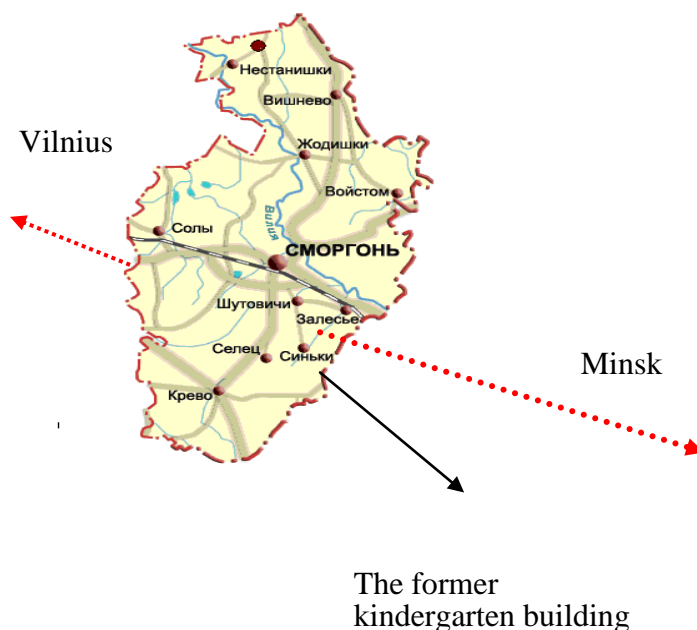 Нестанишки
Вишнево
Vilnius
Жодишки
Войстом
Вилия
Солы
СМОРГОНЬ
Шутовичи
Залесье
Селец
Синьки
Minsk
Крево
The former
kindergarten building